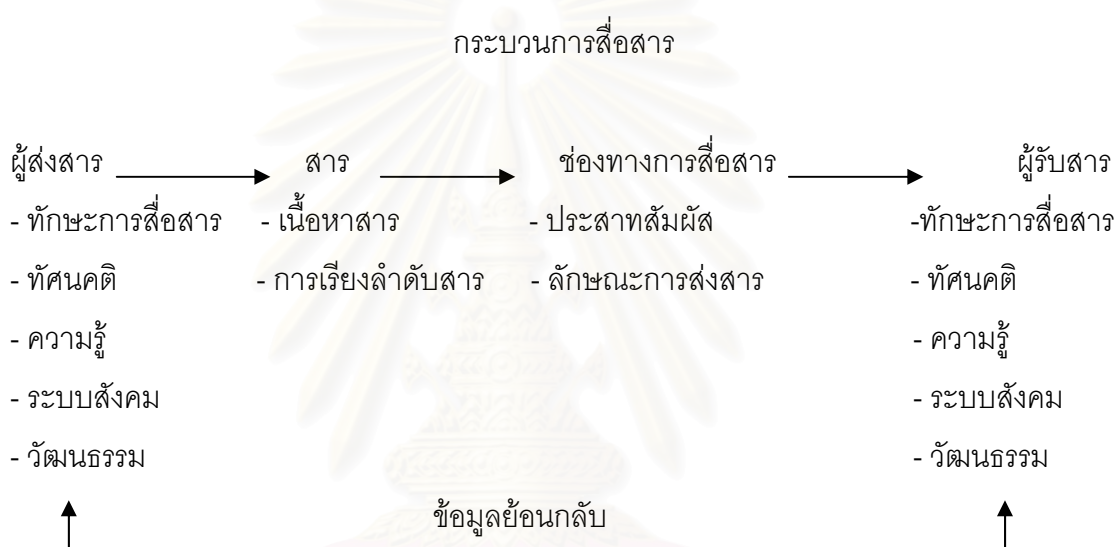 กระบวนการสื่อสาร
ผู้ส่งสาร สาร ช่องทางการสื่อสาร ผู้รับสาร
- ทักษะการสื่อสาร - เนื้อหาสาร - ประสาทสัมผัส -ทักษะการสื่อสาร
- ทัศนคติ - การเรียงลำดับสาร - ลักษณะการส่งสาร - ทัศนคติ
- ความรู้ - ความรู้
- ระบบสังคม - ระบบสังคม
- วัฒนธรรม - วัฒนธรรม
ข้อมูลย้อนกลับ